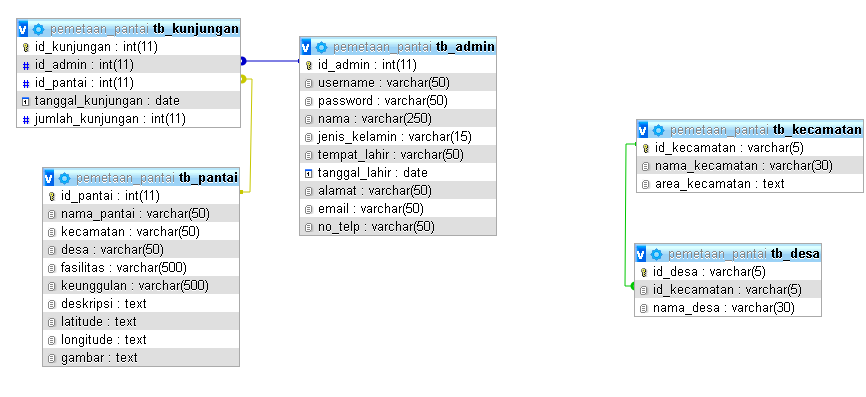 pemetaan_pantai tb_kunjungan
id_kunjungan : int(11)
id_admin : int(11)
id_pantai : int(11)
tanggal_kunjungan : date
jumlah_kunjungan : int(11)
pemetaan_pantai tb_admin
id_admin : int(11)
username : varchar(50)
password : varchar(50)
nama : varchar(250)
jenis_kelamin : varchar(15)
tempat_lahir : varchar(50)
tanggal_lahir : date
alamat : varchar(50)
email : varchar(50)
no_telp : varchar(50)
pemetaan_pantai tb_pantai
id_pantai : int(11)
nama_pantai : varchar(50)
kecamatan : varchar(50)
desa : varchar(50)
fasilitas : varchar(500)
keunggulan : varchar(500)
deskripsi : text
latitude : text
longitude : text
gambar : text
pemetaan_pantai tb_kecamatan
id_kecamatan : varchar(5)
nama_kecamatan : varchar(30)
area_kecamatan : text
pemetaan_pantai tb_desa
id_desa : varchar(5)
id_kecamatan : varchar(5)
nama_desa : varchar(30)